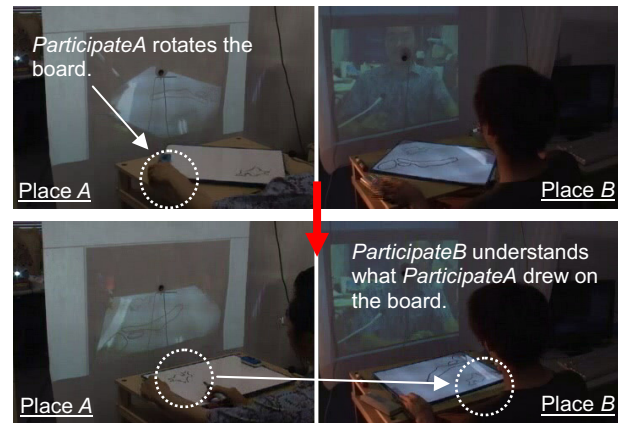 ParticipateA rotates the
board.
Place A
Place B
ParticipateB understands
what ParticipateA drew on
the board.
Place A
Place B